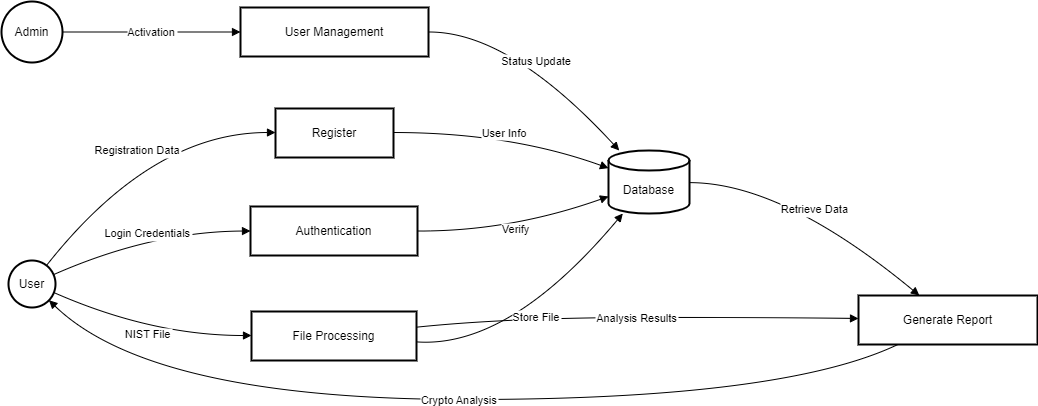 Admin
Activation
User Management
Status Update
Register
User Info
Registration Data
Database
Retrieve Data
Login Credentials
Authentication
Verify
User
NIST File
File Processing
Store File
Analysis Results
Generate Report
Crypto Analysis